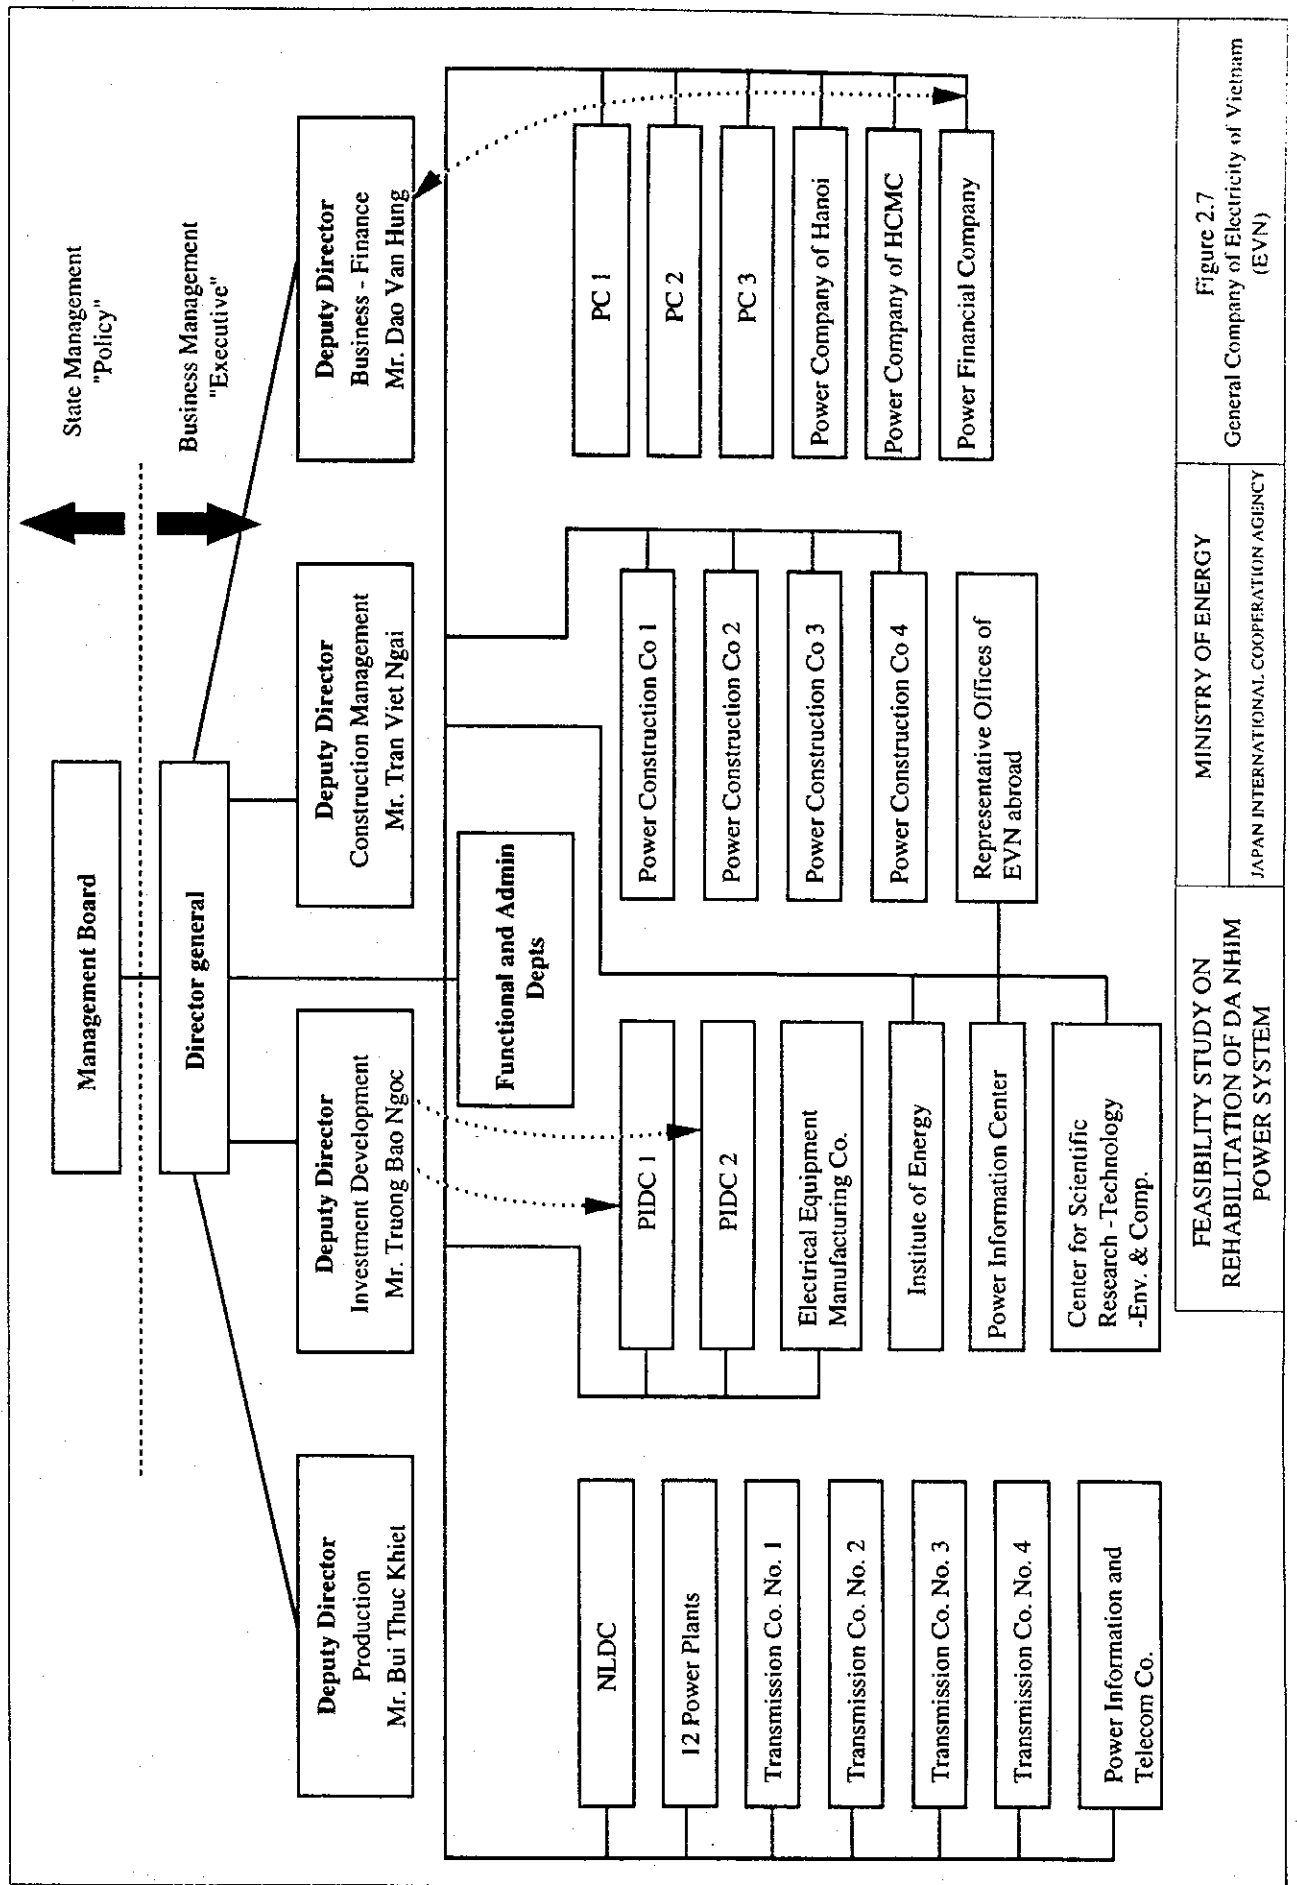 State Management
"Policy"
Business Management
"Executive"
Management Board
Director general
Deputy Director
Production
Mr. Bui Thuc Khiet
Deputy Director
Investment Development
Mr. Truong Bao Ngoc
Deputy Director
Construction Management
Mr. Tran Viet Ngai
Deputy Director
Business - Finance
Mr. Dao Van Hung
Functional and Admin
Depts
NLDC
12 Power Plants
Transmission Co. No. 1
Transmission Co. No. 2
Transmission Co. No. 3
Transmission Co. No. 4
Power Information and
Telecom Co.
PIDC 1
PIDC 2
Electrical Equipment
Manufacturing Co.
Institute of Energy
Power Information Center
Center for Scientific
Research -Technology
-Env. & Comp.
Power Construction Co 1
Power Construction Co 2
Power Construction Co 3
Power Construction Co 4
Representative Offices of
EVN abroad
PC 1
PC 2
PC 3
Power Company of Hanoi
Power Company of HCMC
Power Financial Company
FEASIBILITY STUDY ON
REHABILITATION OF DA NHIM
POWER SYSTEM
MINISTRY OF ENERGY
JAPAN INTERNATIONAL COOPERATION AGENCY
Figure 2.7
General Company of Electricity of Vietnam
(EVN)